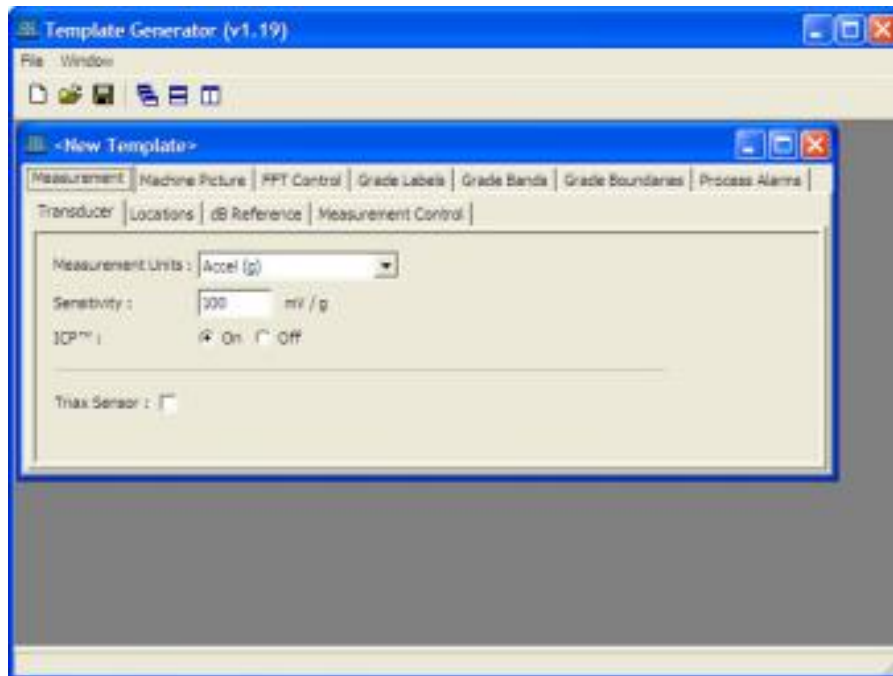 Template Generator (v1.19)
File Window
<New Template>
Measurement Machine Picture FFT Control Grade Labels Grade Bands Grade Boundaries Process Alarms
Transducer Locations dB Reference Measurement Control
Measurement Units : Accel (g)
Sensitivity : 100 mV / g
ICP™ : On Off
Triax Sensor :